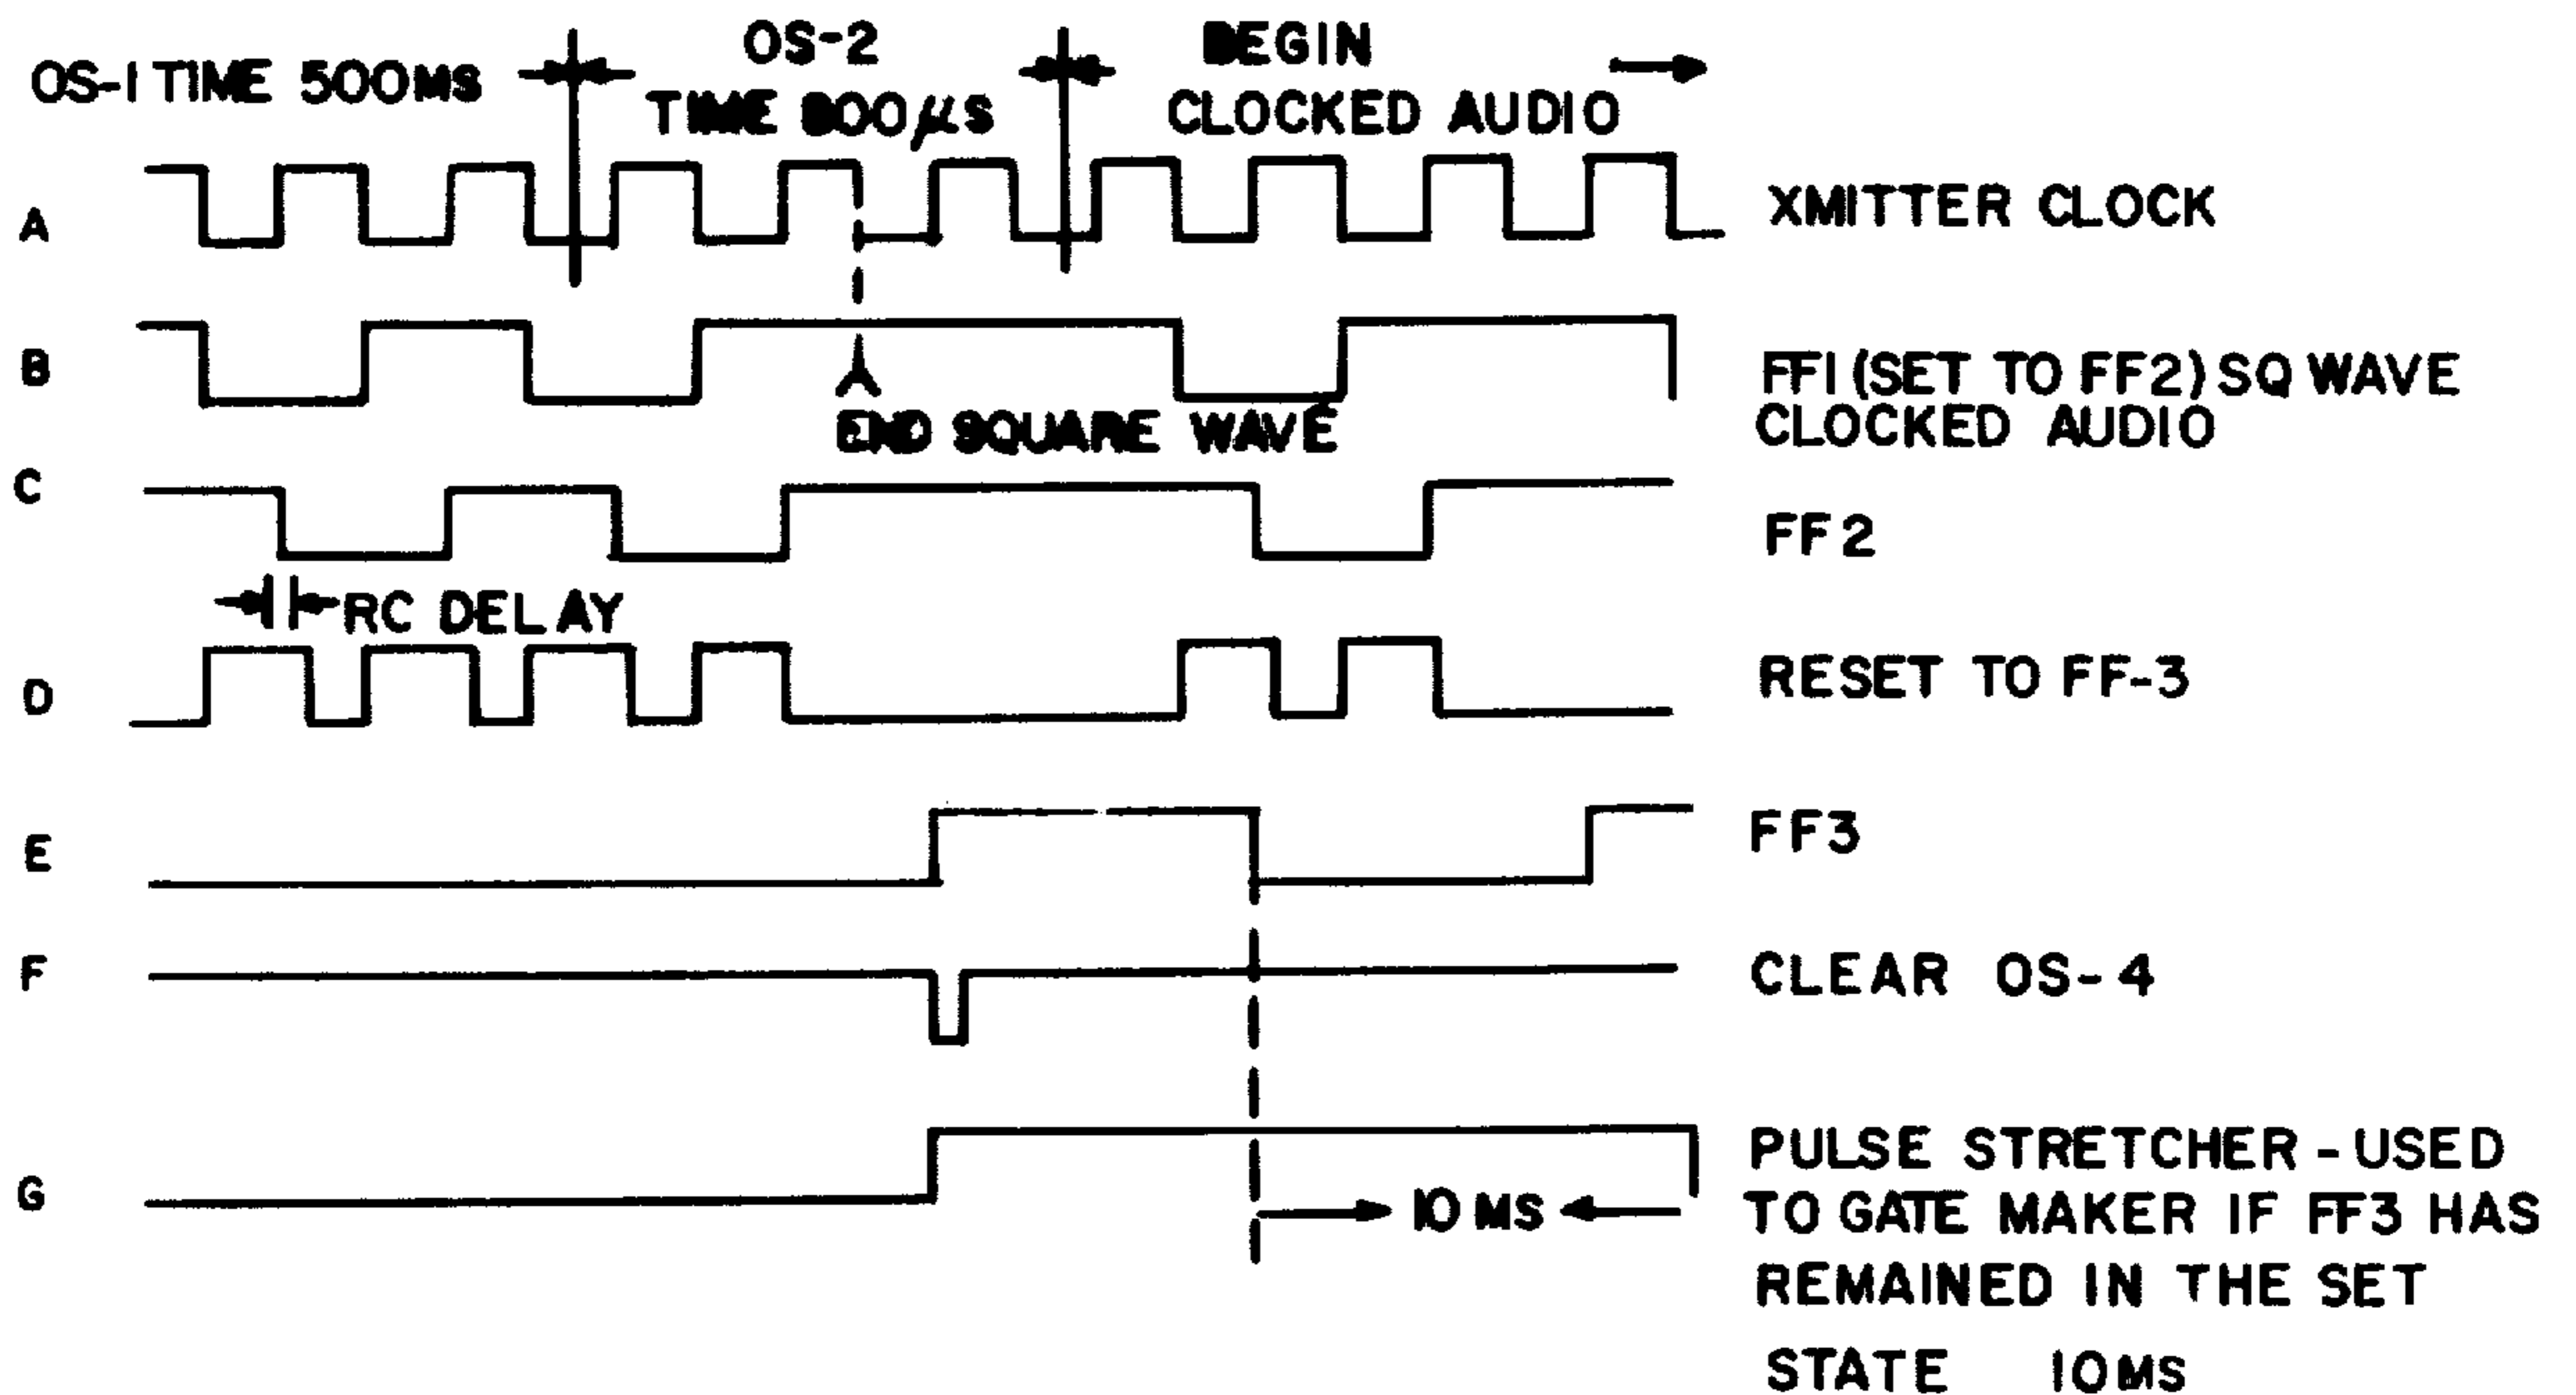 OS-1 TIME 500MS
OS-2
TIME 800μS
BEGIN
CLOCKED AUDIO
A
XMITTER CLOCK
B
END SQUARE WAVE
FF1 (SET TO FF2) SQ WAVE
CLOCKED AUDIO
C
FF2
RC DELAY
D
RESET TO FF-3
E
FF3
F
CLEAR OS-4
G
10 MS
PULSE STRETCHER - USED
TO GATE MAKER IF FF3 HAS
REMAINED IN THE SET
STATE 10MS